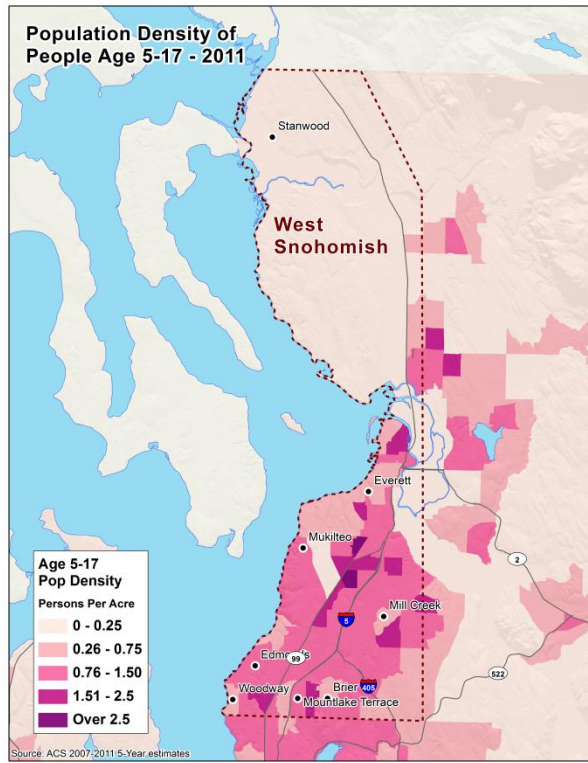 Population Density of
People Age 5-17 - 2011
Stanwood
West
Snohomish
Everett
Mukilteo
2
Mill Creek
5
Age 5-17
Pop Density
Persons Per Acre
0 - 0.25
0.26 - 0.75
0.76 - 1.50
1.51 - 2.5
Over 2.5
99
Edmonds
522
405
Brier
Woodway
Mountlake Terrace
Source: ACS 2007-2011 5-Year estimates